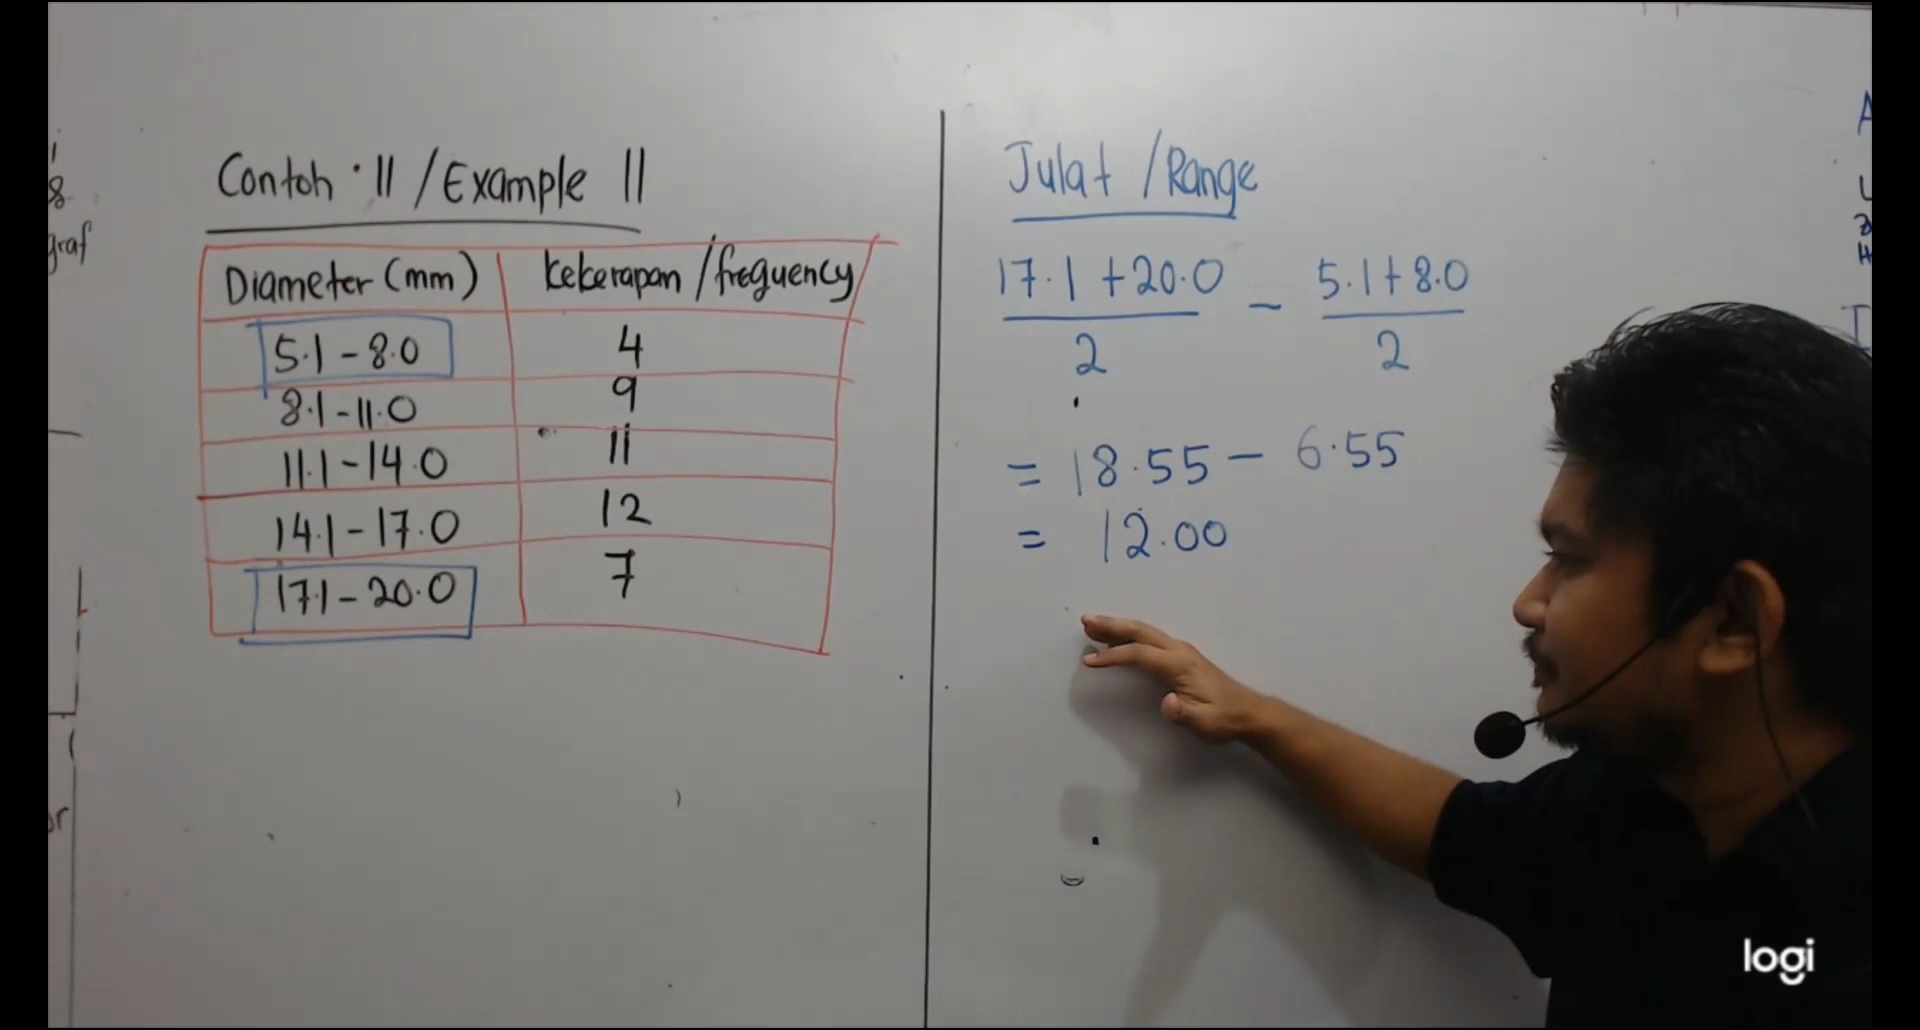 graf
Contoh · 11 / Example 11
Diameter (mm) kekerapan / frequency
5.1 - 8.0 4
8.1 - 11.0 9
11.1 - 14.0 11
14.1 - 17.0 12
17.1 - 20.0 7
Julat / Range
17.1 + 20.0 / 2 - 5.1 + 8.0 / 2
= 18.55 - 6.55
= 12.00
logi